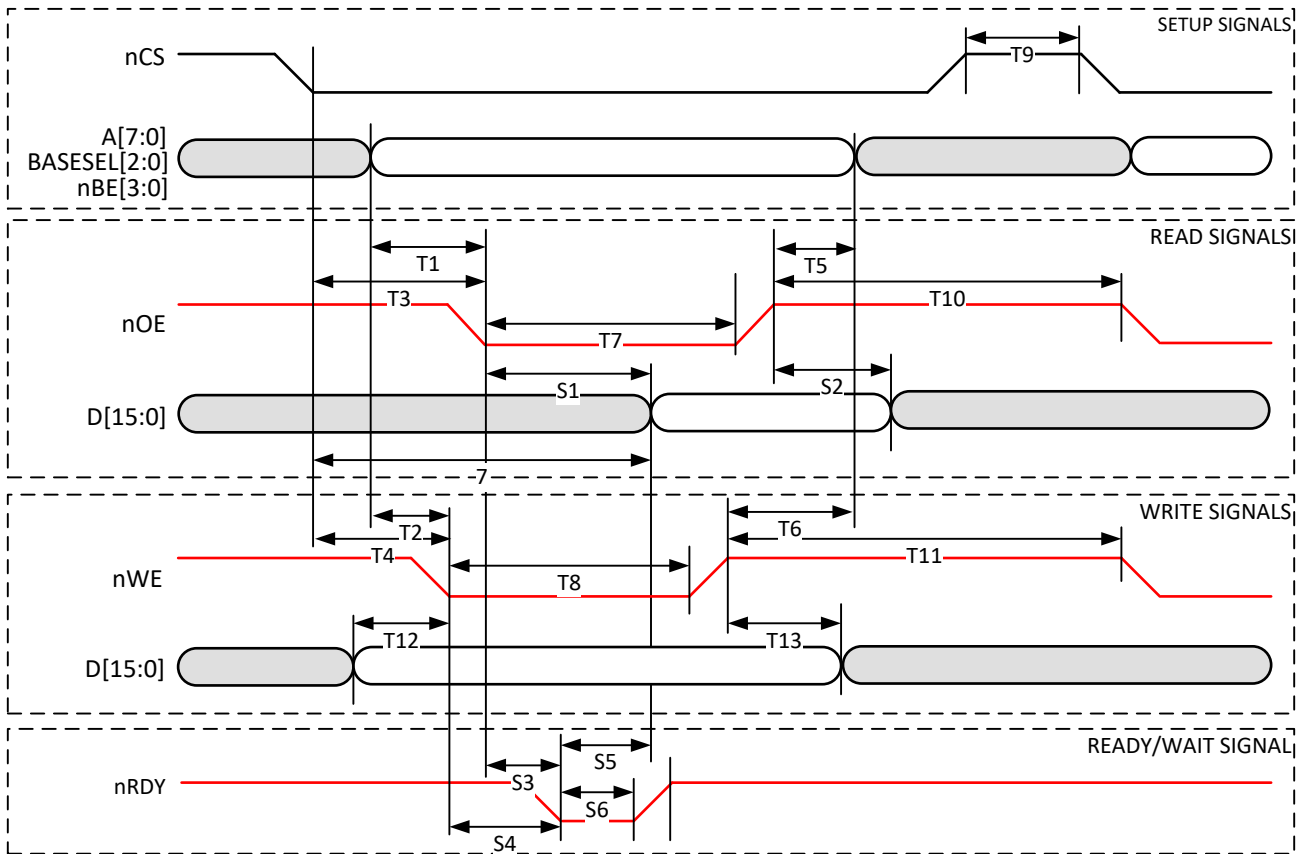 SETUP SIGNALS
nCS
T9
A[7:0]
BASESEL[2:0]
nBE[3:0]
READ SIGNALS
T1
T5
T3
T10
nOE
T7
S1
S2
D[15:0]
7
WRITE SIGNALS
T2
T6
T4
T11
nWE
T8
T12
T13
D[15:0]
READY/WAIT SIGNAL
S5
nRDY
S3
S6
S4